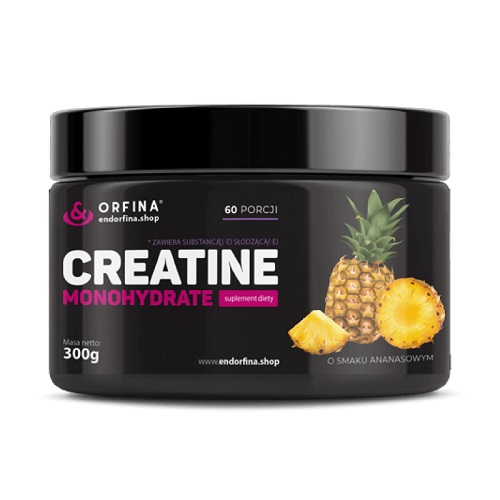 & ORFINA®
endorfina.shop
60 PORCJI
* ZAWIERA SUBSTANCJĘ(-E) SŁODZĄCĄ(-E)
CREATINE
MONOHYDRATE suplement diety
Masa netto:
300g
www.endorfina.shop
O SMAKU ANANASOWYM